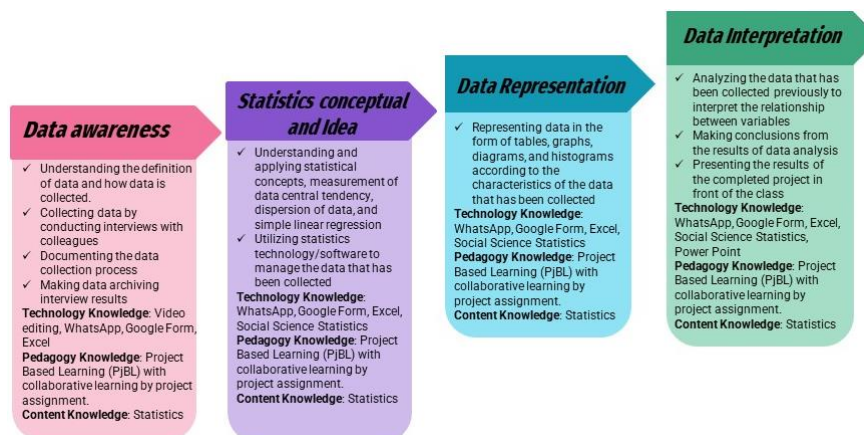 Data awareness
✓ Understanding the definition
of data and how data is
collected.
✓ Collecting data by
conducting interviews with
colleagues
✓ Documenting the data
collection process
✓ Making data archiving
interview results
Technology Knowledge: Video
editing, WhatsApp, Google Form,
Excel
Pedagogy Knowledge: Project
Based Learning (PjBL) with
collaborative learning by project
assignment.
Content Knowledge: Statistics
Statistics conceptual
and Idea
✓ Understanding and
applying statistical
concepts, measurement of
data central tendency,
dispersion of data, and
simple linear regression
✓ Utilizing statistics
technology/software to
manage the data that has
been collected
Technology Knowledge:
WhatsApp, Google Form, Excel,
Social Science Statistics
Pedagogy Knowledge: Project
Based Learning (PjBL) with
collaborative learning by project
assignment.
Content Knowledge: Statistics
Data Representation
✓ Representing data in the
form of tables, graphs,
diagrams, and histograms
according to the
characteristics of the data
that has been collected
Technology Knowledge:
WhatsApp, Google Form, Excel,
Social Science Statistics
Pedagogy Knowledge: Project
Based Learning (PjBL) with
collaborative learning by
project assignment.
Content Knowledge: Statistics
Data Interpretation
✓ Analyzing the data that has
been collected previously to
interpret the relationship
between variables
✓ Making conclusions from
the results of data analysis
✓ Presenting the results of
the completed project in
front of the class
Technology Knowledge:
WhatsApp, Google Form, Excel,
Social Science Statistics,
Power Point
Pedagogy Knowledge: Project
Based Learning (PjBL) with
collaborative learning by
project assignment.
Content Knowledge: Statistics